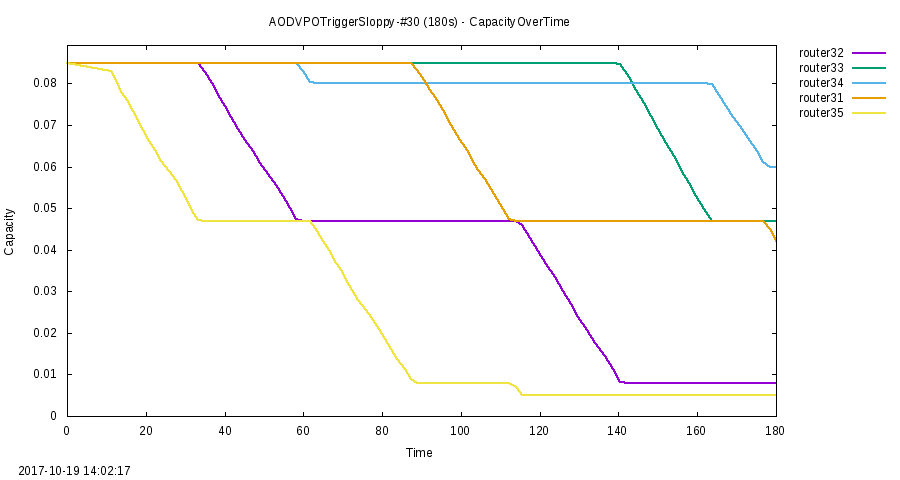 AODVPOTriggerSloppy-#30 (180s) - CapacityOverTime
router32
router33
router34
router31
router35
Capacity
0.08
0.07
0.06
0.05
0.04
0.03
0.02
0.01
0
0 20 40 60 80 100 120 140 160 180
Time
2017-10-19 14:02:17